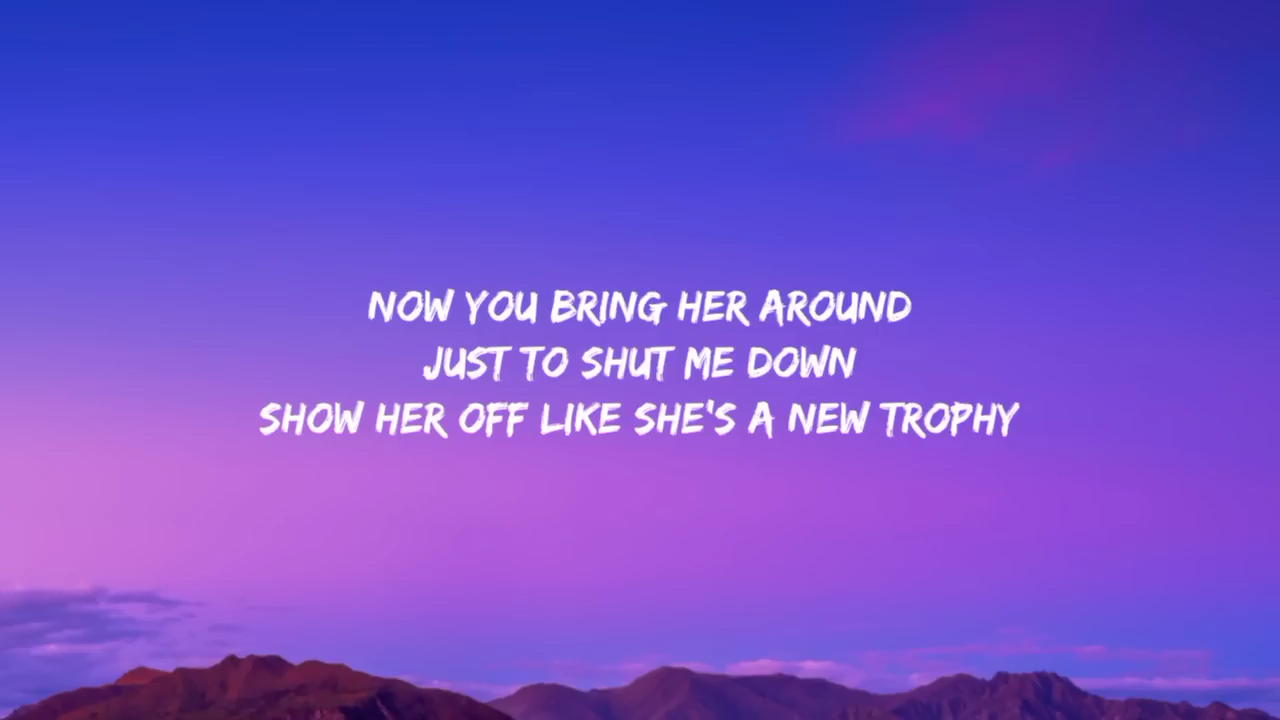 NOW YOU BRING HER AROUND
JUST TO SHUT ME DOWN
SHOW HER OFF LIKE SHE'S A NEW TROPHY